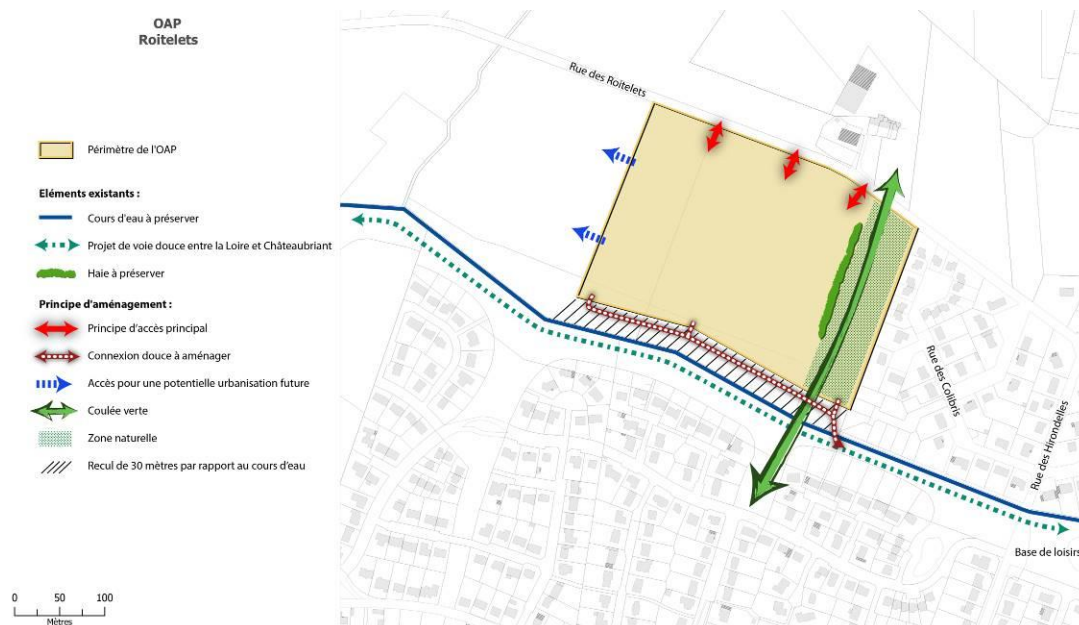 OAP
Roitelets
Périmètre de l'OAP
Eléments existants :
Cours d'eau à préserver
Projet de voie douce entre la Loire et Châteaubriant
Haie à préserver
Principe d'aménagement :
Principe d'accès principal
Connexion douce à aménager
Accès pour une potentielle urbanisation future
Coulée verte
Zone naturelle
Recul de 30 mètres par rapport au cours d'eau
0 50 100
Mètres
Rue des Roitelets
Rue des Colibris
Rue des Hirondelles
Base de loisirs